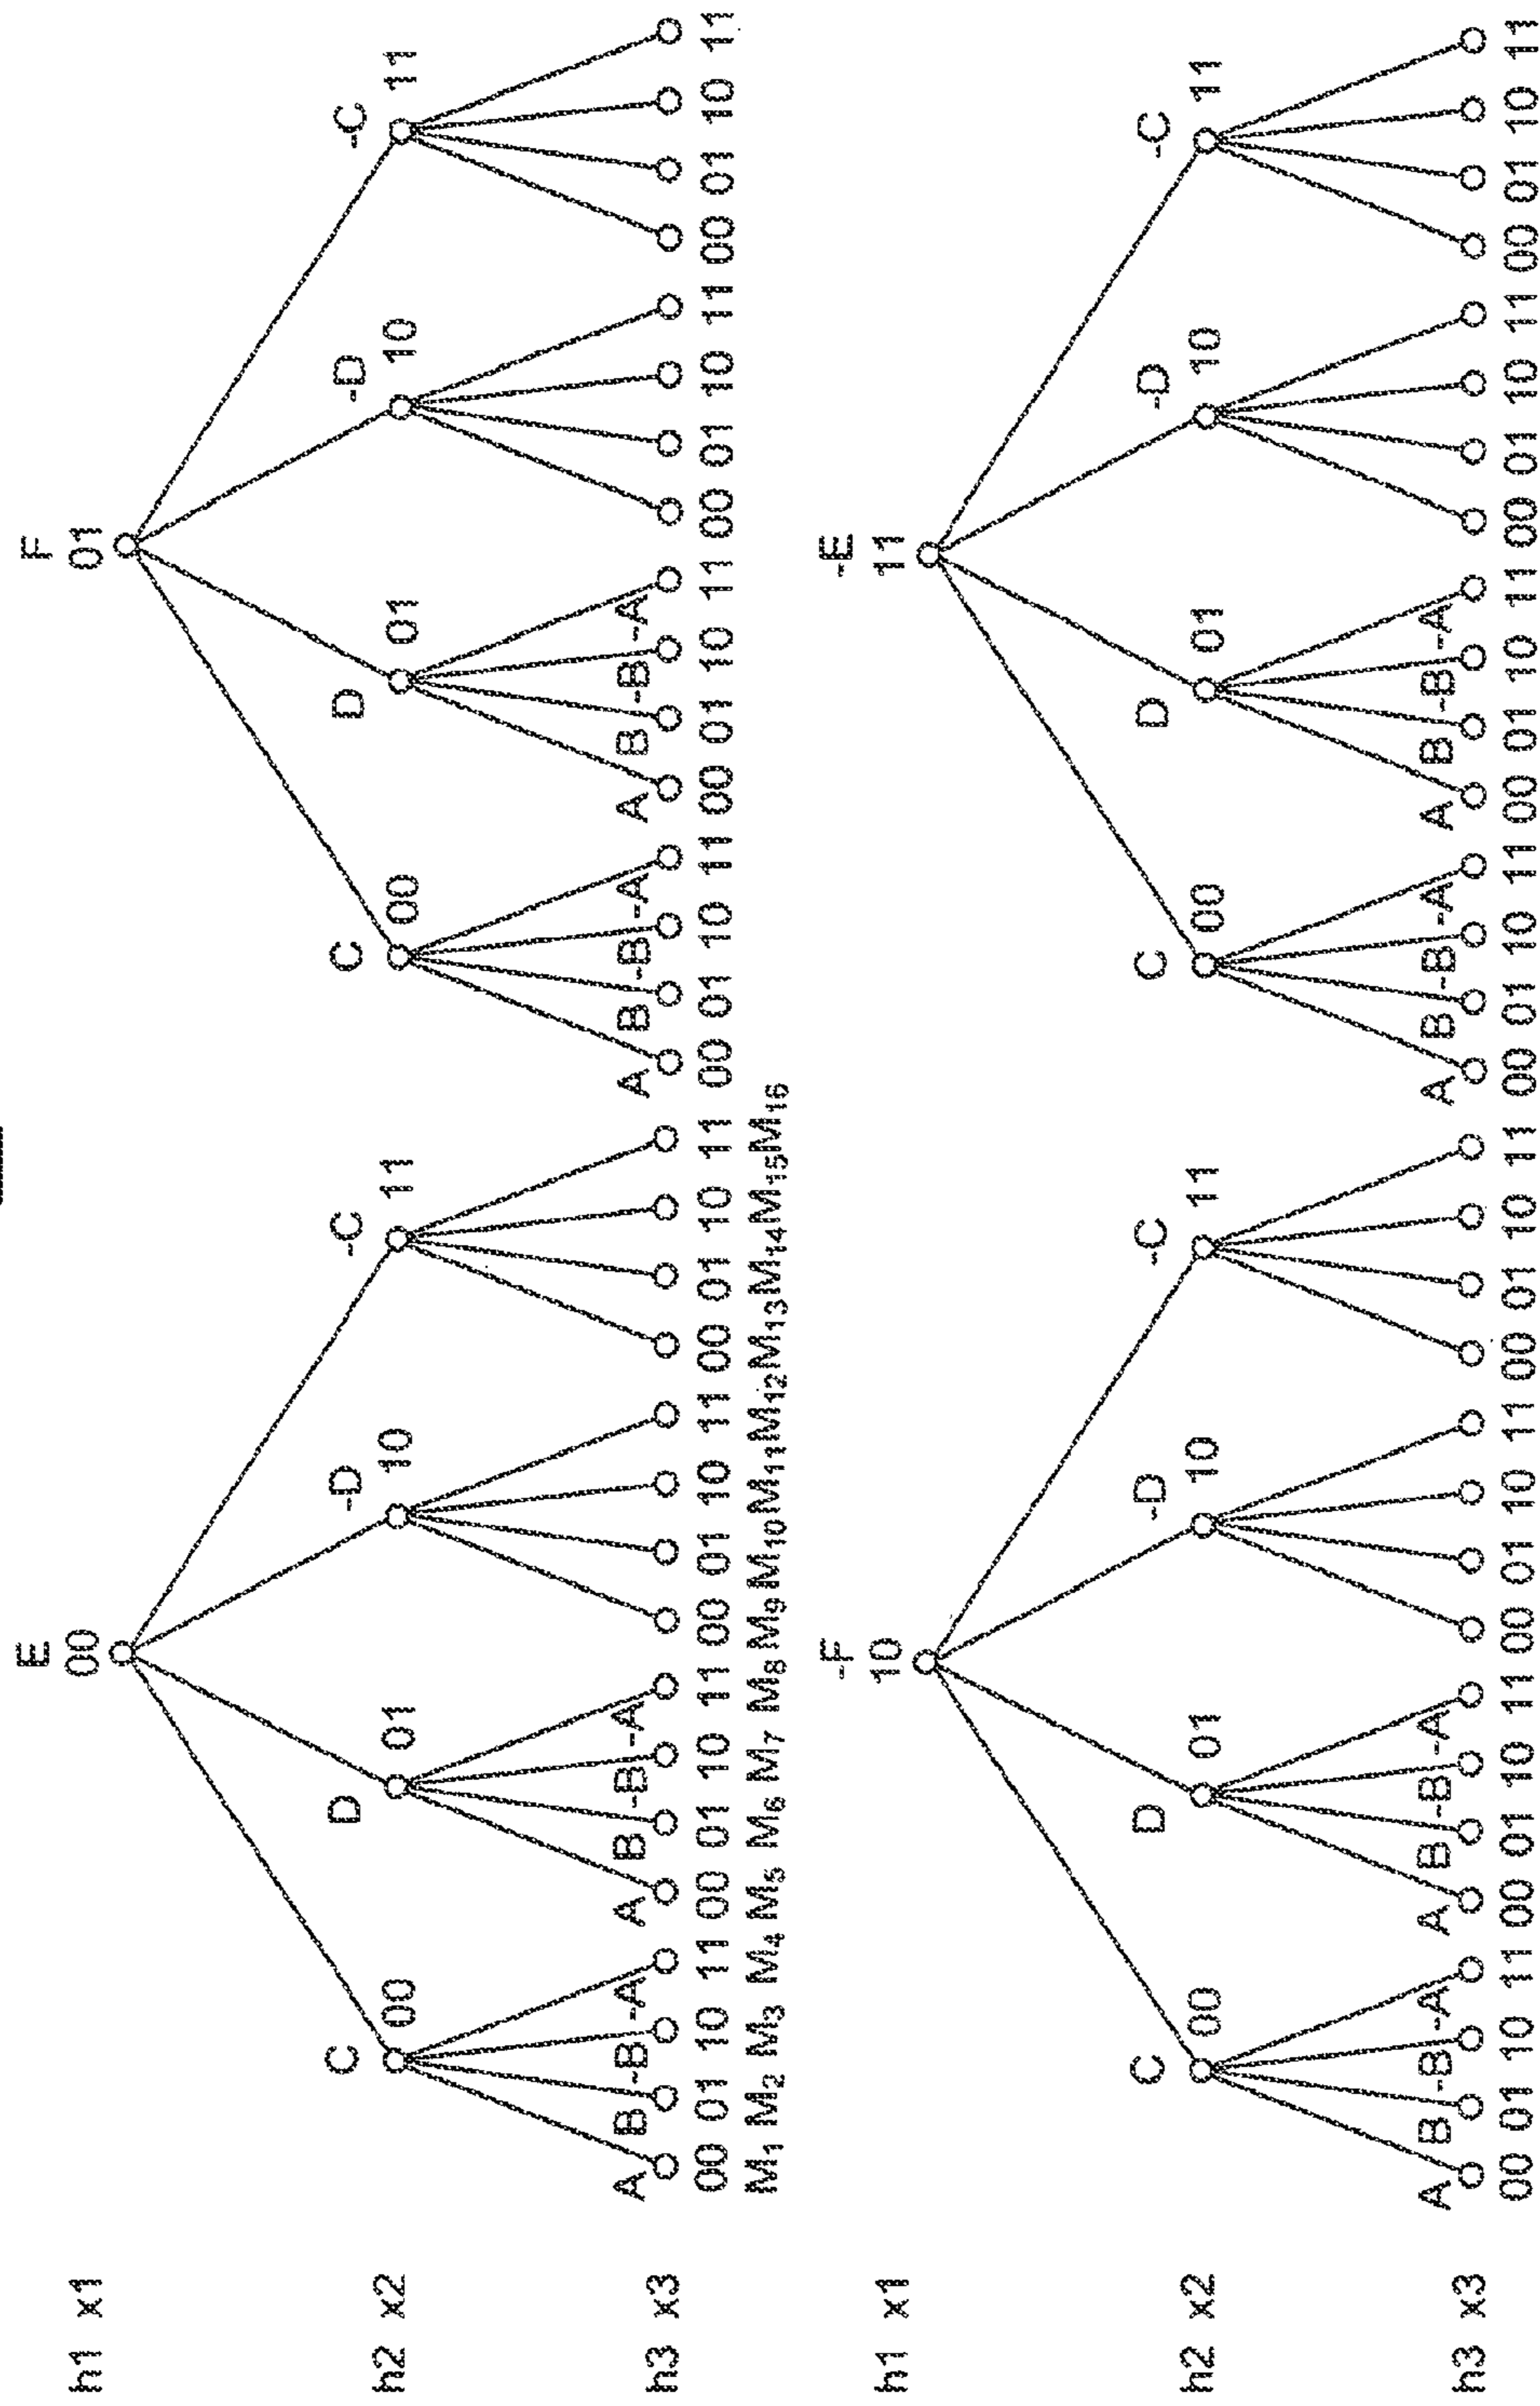 E F
h1 x1 00 01
C D -D -C C D -D -C
h2 x2 00 01 10 11 00 01 10 11
A B -B -A A B -B -A A B -B -A A B -B -A
h3 x3
00 01 10 11 00 01 10 11 00 01 10 11 00 01 10 11 00 01 10 11 00 01 10 11 00 01 10 11 00 01 10 11
M1 M2 M3 M4 M5 M6 M7 M8 M9 M10 M11 M12 M13 M14 M15 M16
-F -E
h1 x1 10 11
C D -D -C C D -D -C
h2 x2 00 01 10 11 00 01 10 11
A B -B -A A B -B -A A B -B -A A B -B -A
h3 x3
00 01 10 11 00 01 10 11 00 01 10 11 00 01 10 11 00 01 10 11 00 01 10 11 00 01 10 11 00 01 10 11